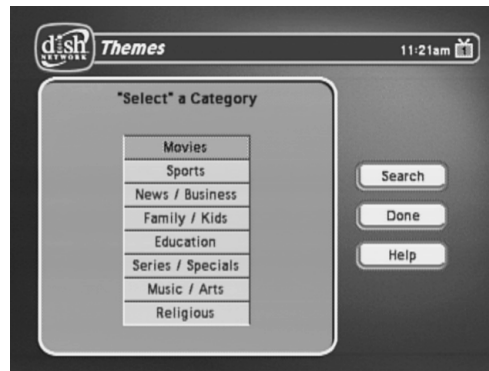 dish
NETWORK
Themes
11:21am 1
"Select" a Category
Movies
Sports
News / Business
Family / Kids
Education
Series / Specials
Music / Arts
Religious
Search
Done
Help